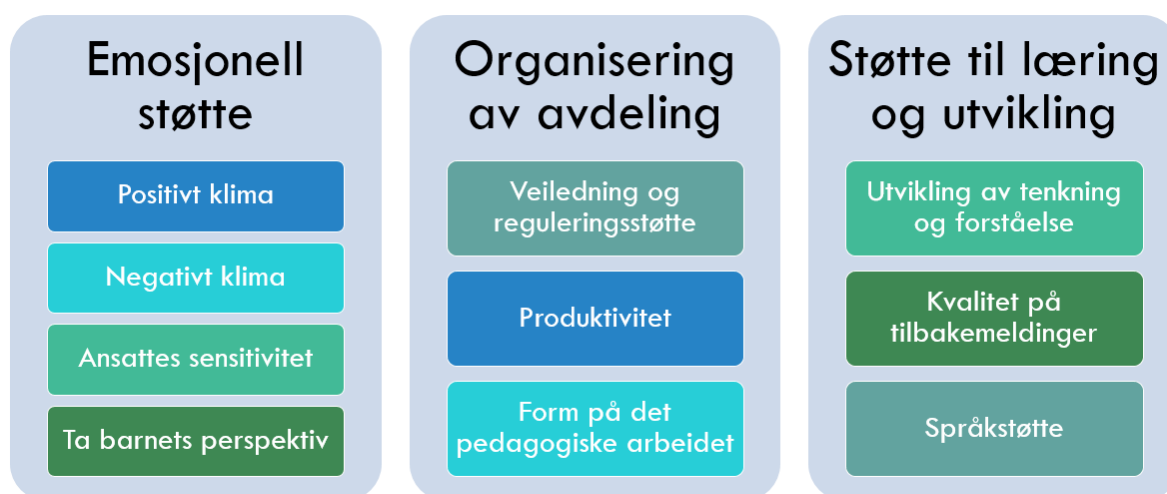 Emosjonell
støtte
Positivt klima
Negativt klima
Ansattes sensitivitet
Ta barnets perspektiv
Organisering
av avdeling
Veiledning og
reguleringsstøtte
Produktivitet
Form på det
pedagogiske arbeidet
Støtte til læring
og utvikling
Utvikling av tenkning
og forståelse
Kvalitet på
tilbakemeldinger
Språkstøtte